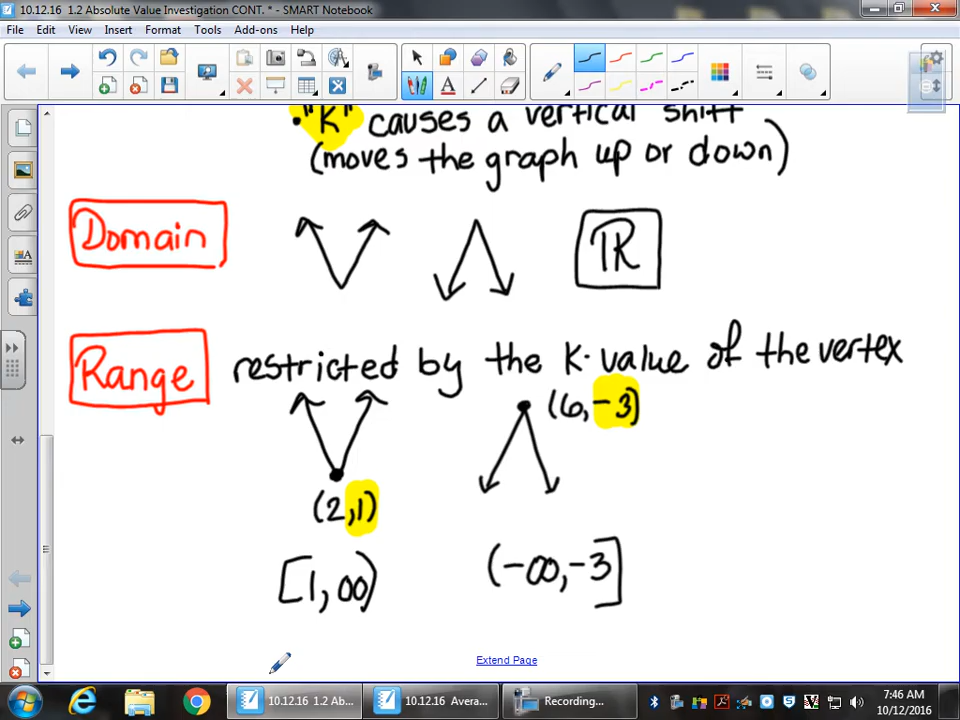 10.12.16 1.2 Absolute Value Investigation CONT. * - SMART Notebook
File Edit View Insert Format Tools Add-ons Help
• "K" causes a vertical shift
(moves the graph up or down)
Domain
ℝ
Range restricted by the K-value of the vertex
(6, -3)
(2, 1)
[1, ∞) (-∞, -3]
Extend Page
10.12.16 1.2 Ab... 10.12.16 Avera... Recording...
7:46 AM
10/12/2016